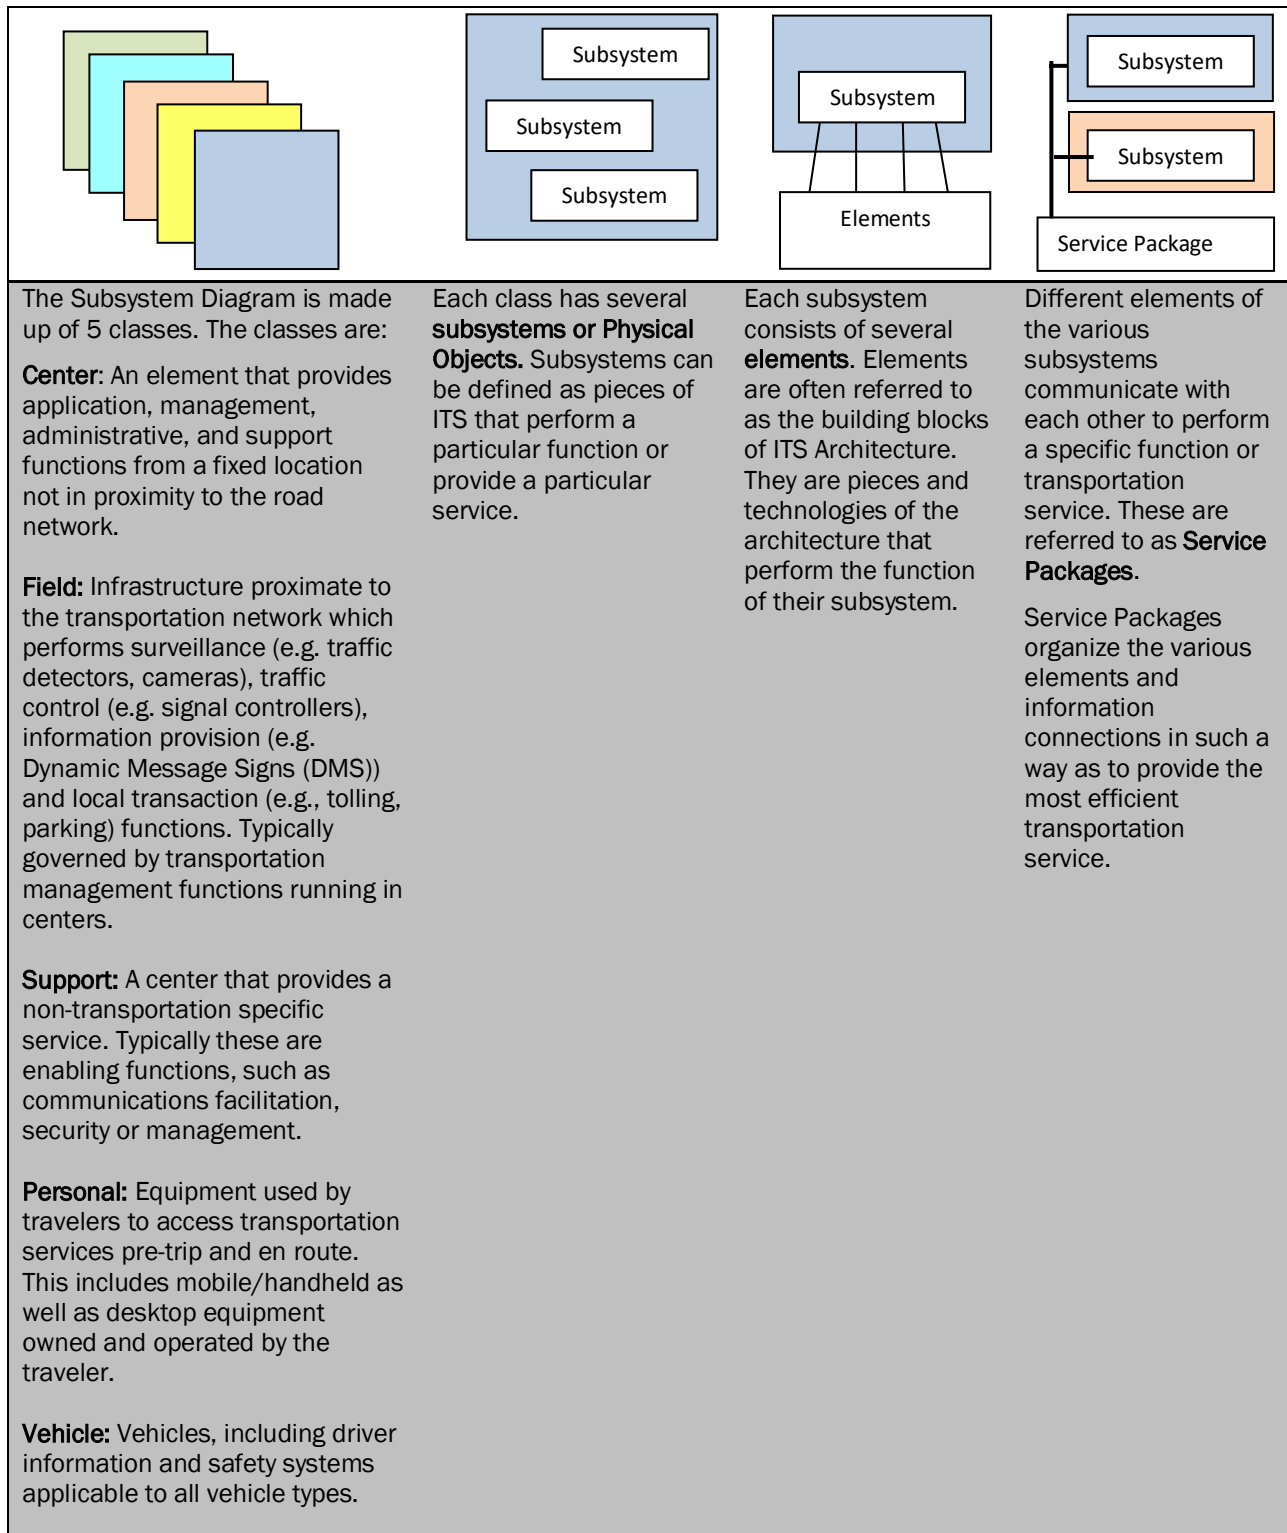 Subsystem
Subsystem
Subsystem
Subsystem
Elements
Subsystem
Subsystem
Service Package
The Subsystem Diagram is made
up of 5 classes. The classes are:
Center: An element that provides
application, management,
administrative, and support
functions from a fixed location
not in proximity to the road
network.
Field: Infrastructure proximate to
the transportation network which
performs surveillance (e.g. traffic
detectors, cameras), traffic
control (e.g. signal controllers),
information provision (e.g.
Dynamic Message Signs (DMS))
and local transaction (e.g., tolling,
parking) functions. Typically
governed by transportation
management functions running in
centers.
Support: A center that provides a
non-transportation specific
service. Typically these are
enabling functions, such as
communications facilitation,
security or management.
Personal: Equipment used by
travelers to access transportation
services pre-trip and en route.
This includes mobile/handheld as
well as desktop equipment
owned and operated by the
traveler.
Vehicle: Vehicles, including driver
information and safety systems
applicable to all vehicle types.
Each class has several
subsystems or Physical
Objects. Subsystems can
be defined as pieces of
ITS that perform a
particular function or
provide a particular
service.
Each subsystem
consists of several
elements. Elements
are often referred to
as the building blocks
of ITS Architecture.
They are pieces and
technologies of the
architecture that
perform the function
of their subsystem.
Different elements of
the various
subsystems
communicate with
each other to perform
a specific function or
transportation
service. These are
referred to as Service
Packages.
Service Packages
organize the various
elements and
information
connections in such a
way as to provide the
most efficient
transportation
service.